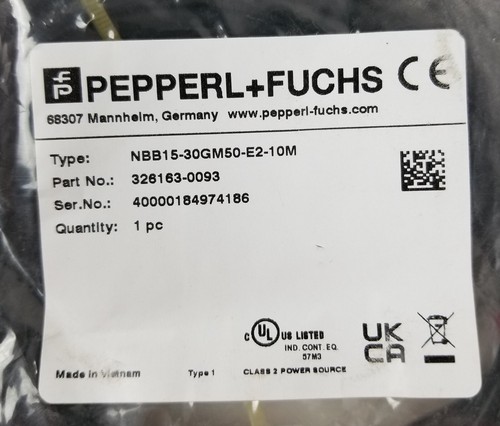 PEPPERL+FUCHS CE
68307 Mannheim, Germany www.pepperl-fuchs.com
Type: NBB15-30GM50-E2-10M
Part No.: 326163-0093
Ser.No.: 40000184974186
Quantity: 1 pc
c UL US LISTED
IND. CONT. EQ.
57M3
UK
CA
Made in Vietnam Type 1 CLASS 2 POWER SOURCE